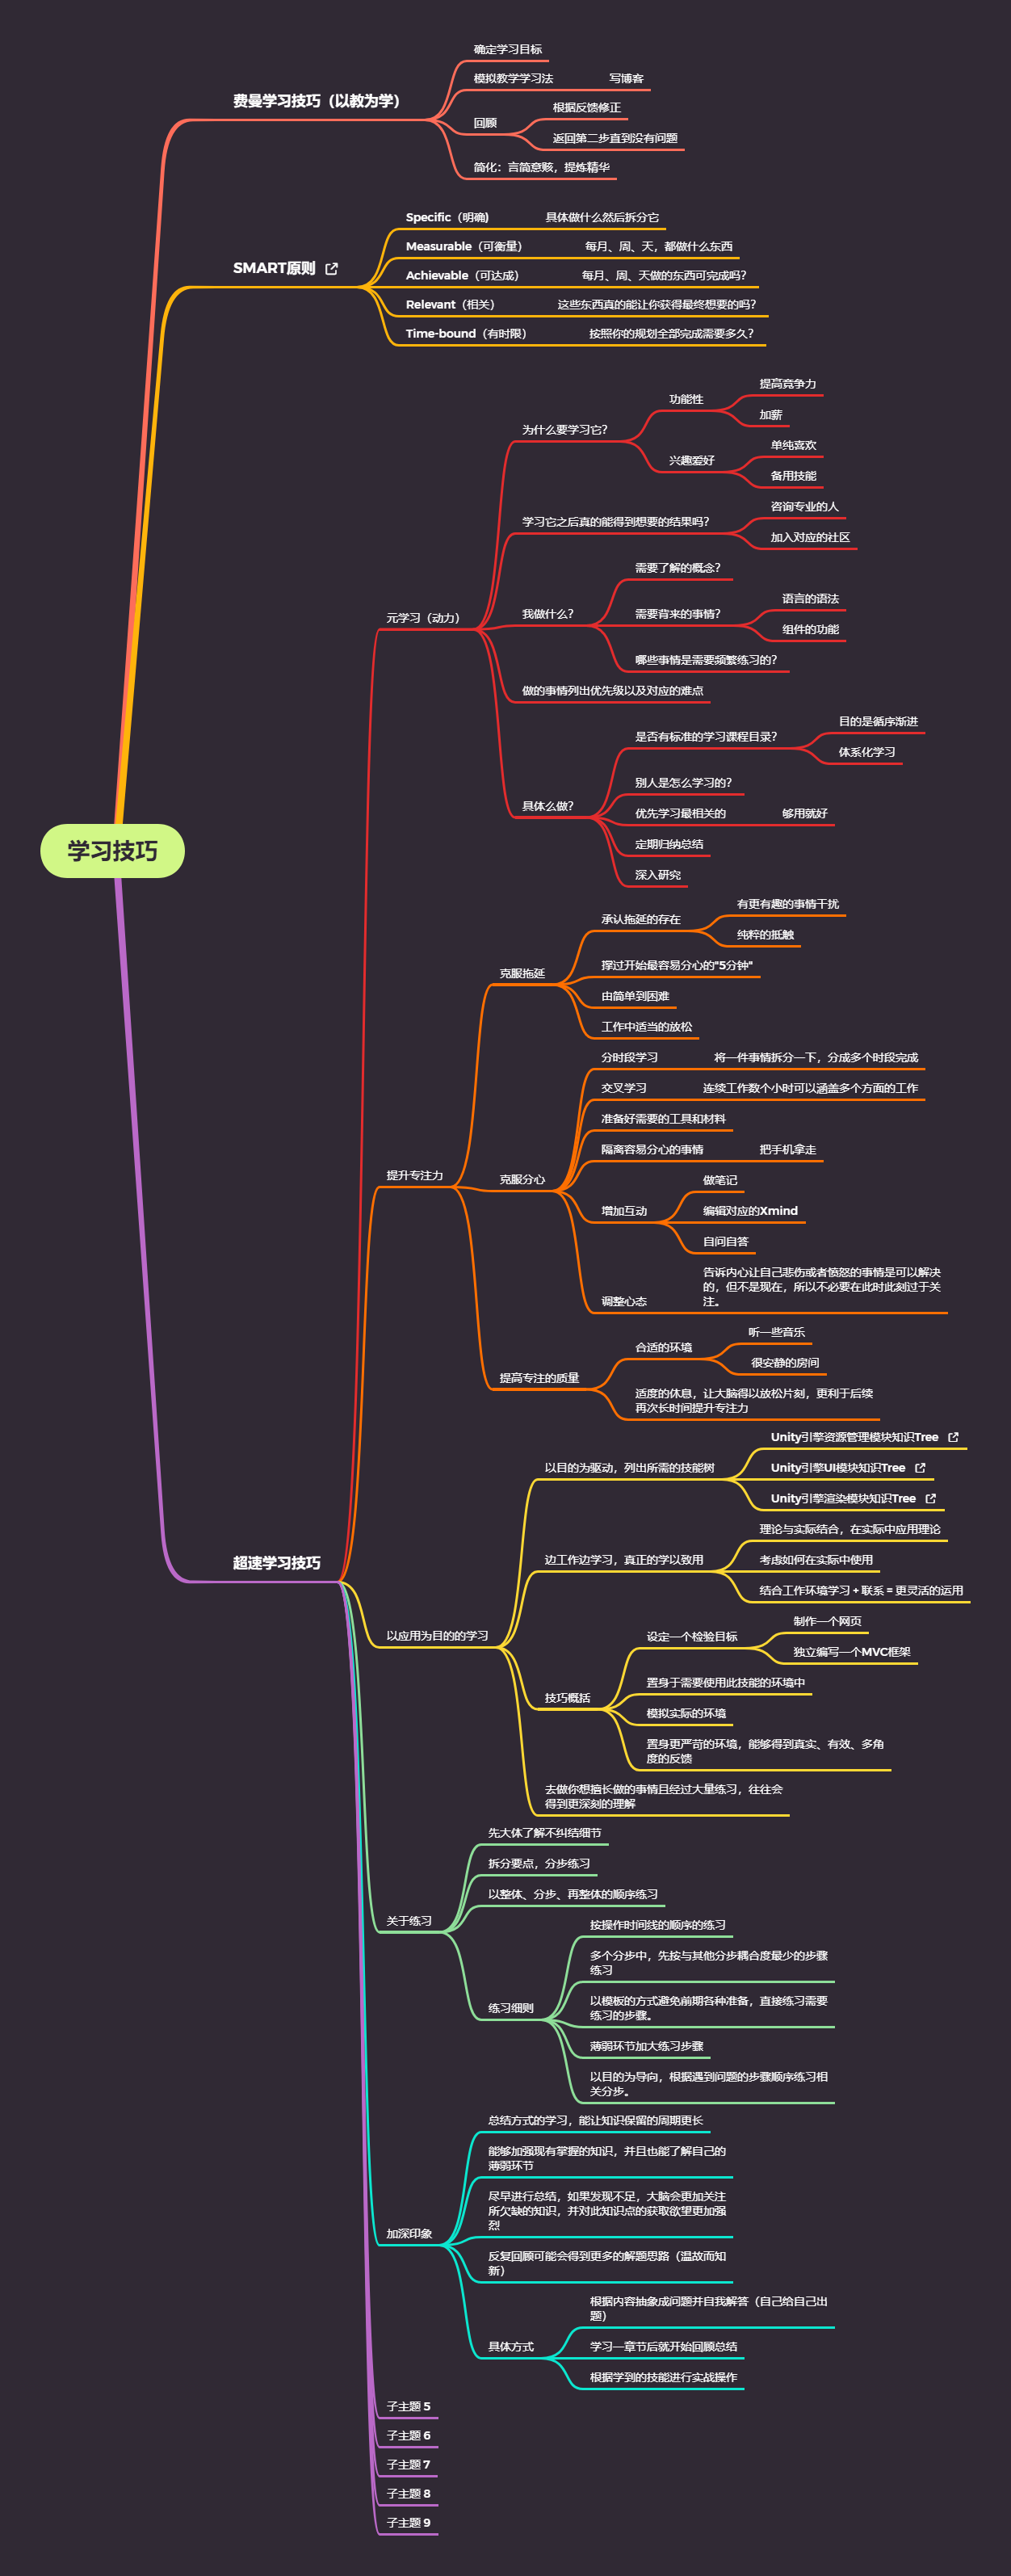 学习技巧
费曼学习技巧（以教为学）
确定学习目标
模拟教学学习法
写博客
回顾
根据反馈修正
返回第二步直到没有问题
简化：言简意赅，提炼精华
SMART原则
Specific（明确)
具体做什么然后拆分它
Measurable（可衡量）
每月、周、天，都做什么东西
Achievable（可达成）
每月、周、天做的东西可完成吗？
Relevant（相关）
这些东西真的能让你获得最终想要的吗？
Time-bound（有时限）
按照你的规划全部完成需要多久？
超速学习技巧
元学习（动力）
为什么要学习它？
功能性
提高竞争力
加薪
兴趣爱好
单纯喜欢
备用技能
学习它之后真的能得到想要的结果吗？
咨询专业的人
加入对应的社区
我做什么？
需要了解的概念？
需要背来的事情？
语言的语法
组件的功能
哪些事情是需要频繁练习的？
做的事情列出优先级以及对应的难点
具体么做？
是否有标准的学习课程目录？
目的是循序渐进
体系化学习
别人是怎么学习的？
优先学习最相关的
够用就好
定期归纳总结
深入研究
提升专注力
克服拖延
承认拖延的存在
有更有趣的事情干扰
纯粹的抵触
撑过开始最容易分心的"5分钟"
由简单到困难
工作中适当的放松
克服分心
分时段学习
将一件事情拆分一下，分成多个时段完成
交叉学习
连续工作数个小时可以涵盖多个方面的工作
准备好需要的工具和材料
隔离容易分心的事情
把手机拿走
增加互动
做笔记
编辑对应的Xmind
自问自答
调整心态
告诉内心让自己悲伤或者愤怒的事情是可以解决
的，但不是现在，所以不必要在此时此刻过于关
注。
提高专注的质量
合适的环境
听一些音乐
很安静的房间
适度的休息，让大脑得以放松片刻，更利于后续
再次长时间提升专注力
以应用为目的的学习
以目的为驱动，列出所需的技能树
Unity引擎资源管理模块知识Tree
Unity引擎UI模块知识Tree
Unity引擎渲染模块知识Tree
边工作边学习，真正的学以致用
理论与实际结合，在实际中应用理论
考虑如何在实际中使用
结合工作环境学习 + 联系 = 更灵活的运用
技巧概括
设定一个检验目标
制作一个网页
独立编写一个MVC框架
置身于需要使用此技能的环境中
模拟实际的环境
置身更严苛的环境，能够得到真实、有效、多角
度的反馈
去做你想擅长做的事情且经过大量练习，往往会
得到更深刻的理解
关于练习
先大体了解不纠结细节
拆分要点，分步练习
以整体、分步、再整体的顺序练习
练习细则
按操作时间线的顺序的练习
多个分步中，先按与其他分步耦合度最少的步骤
练习
以模板的方式避免前期各种准备，直接练习需要
练习的步骤。
薄弱环节加大练习步骤
以目的为导向，根据遇到问题的步骤顺序练习相
关分步。
加深印象
总结方式的学习，能让知识保留的周期更长
能够加强现有掌握的知识，并且也能了解自己的
薄弱环节
尽早进行总结，如果发现不足，大脑会更加关注
所欠缺的知识，并对此知识点的获取欲望更加强
烈
反复回顾可能会得到更多的解题思路（温故而知
新）
具体方式
根据内容抽象成问题并自我解答（自己给自己出
题）
学习一章节后就开始回顾总结
根据学到的技能进行实战操作
子主题 5
子主题 6
子主题 7
子主题 8
子主题 9